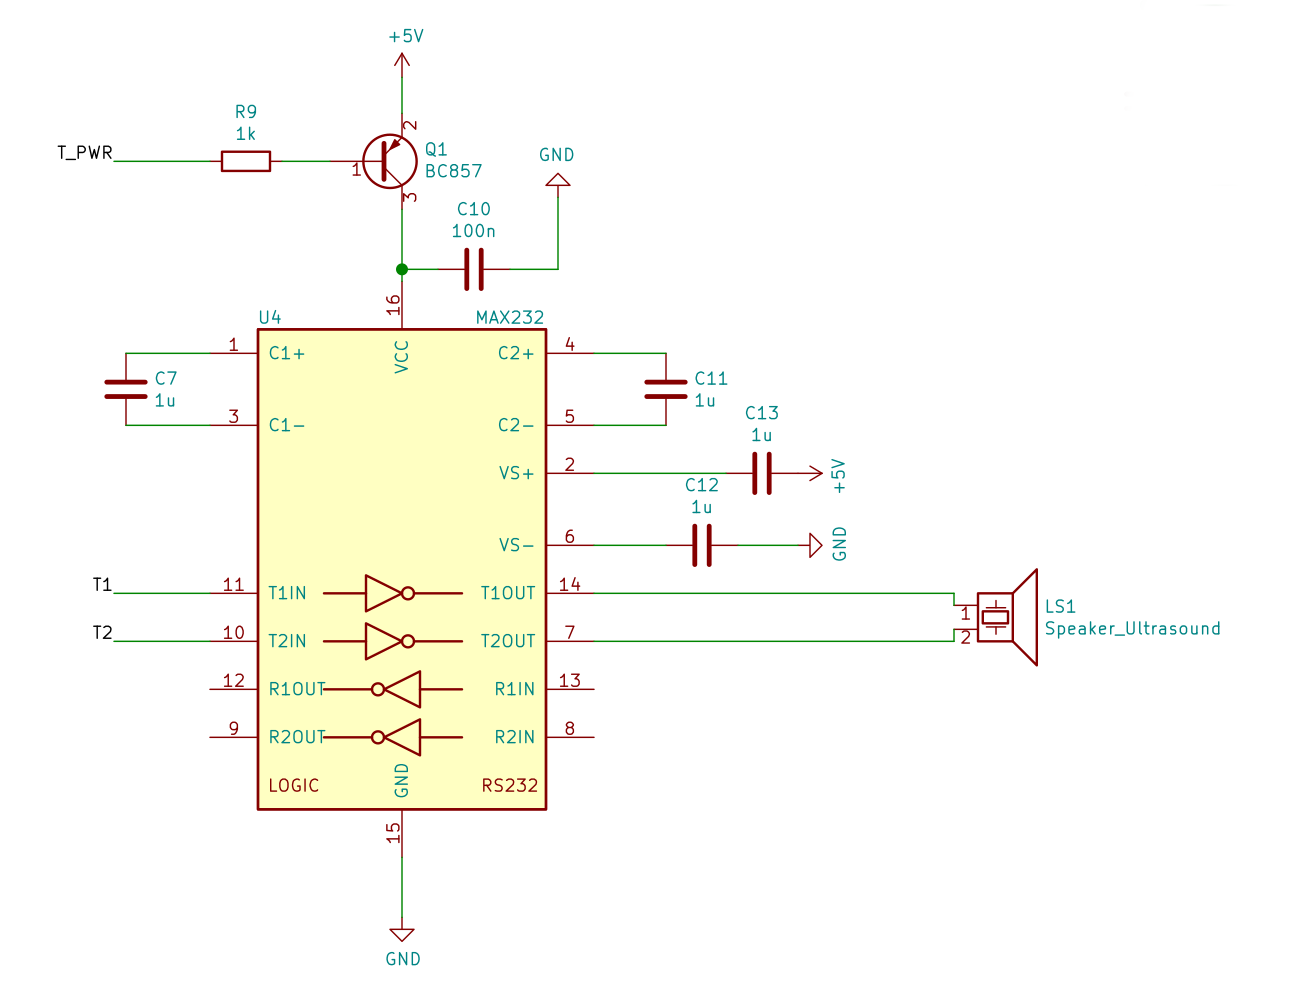 +5V
R9
1k
T_PWR
2
1
Q1
BC857
3
GND
C10
100n
16
U4
MAX232
VCC
1
C1+
C2+
4
C7
1u
C11
1u
3
C1-
C2-
5
C13
1u
VS+
2
+5V
C12
1u
VS-
6
GND
T1
11
T1IN
T1OUT
14
1
LS1
Speaker_Ultrasound
2
T2
10
T2IN
T2OUT
7
12
R1OUT
R1IN
13
9
R2OUT
R2IN
8
LOGIC
GND
RS232
15
GND